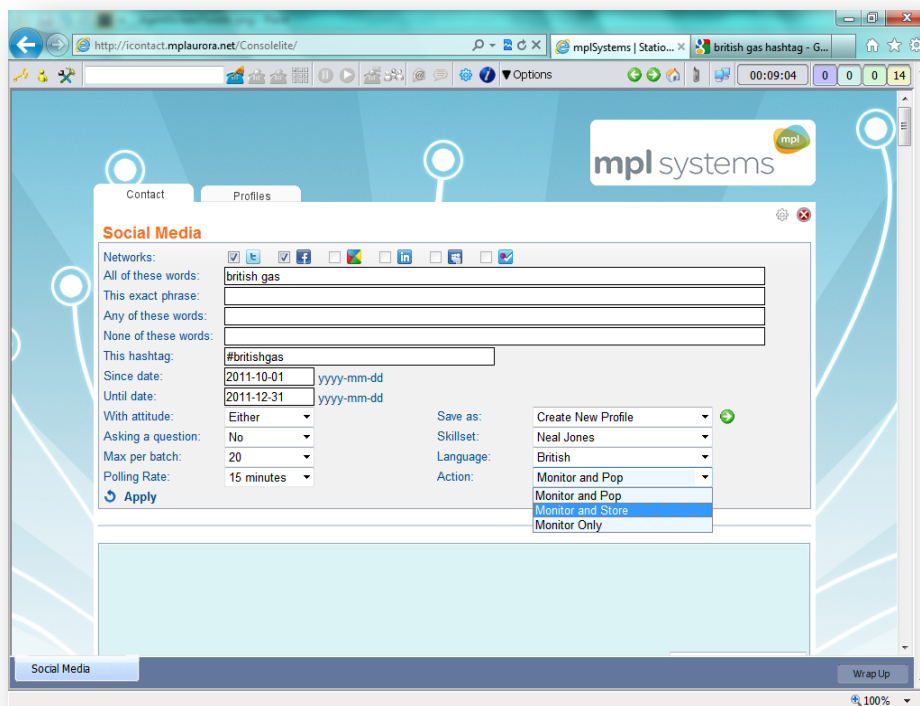 http://icontact.mplaurora.net/Consolelite/
mplSystems | Statio...
british gas hashtag - G...
Options
00:09:04
0
0
0
14
mpl
mpl systems
Contact
Profiles
Social Media
Networks:
All of these words:
british gas
This exact phrase:
Any of these words:
None of these words:
This hashtag:
#britishgas
Since date:
2011-10-01
yyyy-mm-dd
Until date:
2011-12-31
yyyy-mm-dd
With attitude:
Either
Save as:
Create New Profile
Asking a question:
No
Skillset:
Neal Jones
Max per batch:
20
Language:
British
Polling Rate:
15 minutes
Action:
Monitor and Pop
Apply
Monitor and Pop
Monitor and Store
Monitor Only
Social Media
Wrap Up
100%